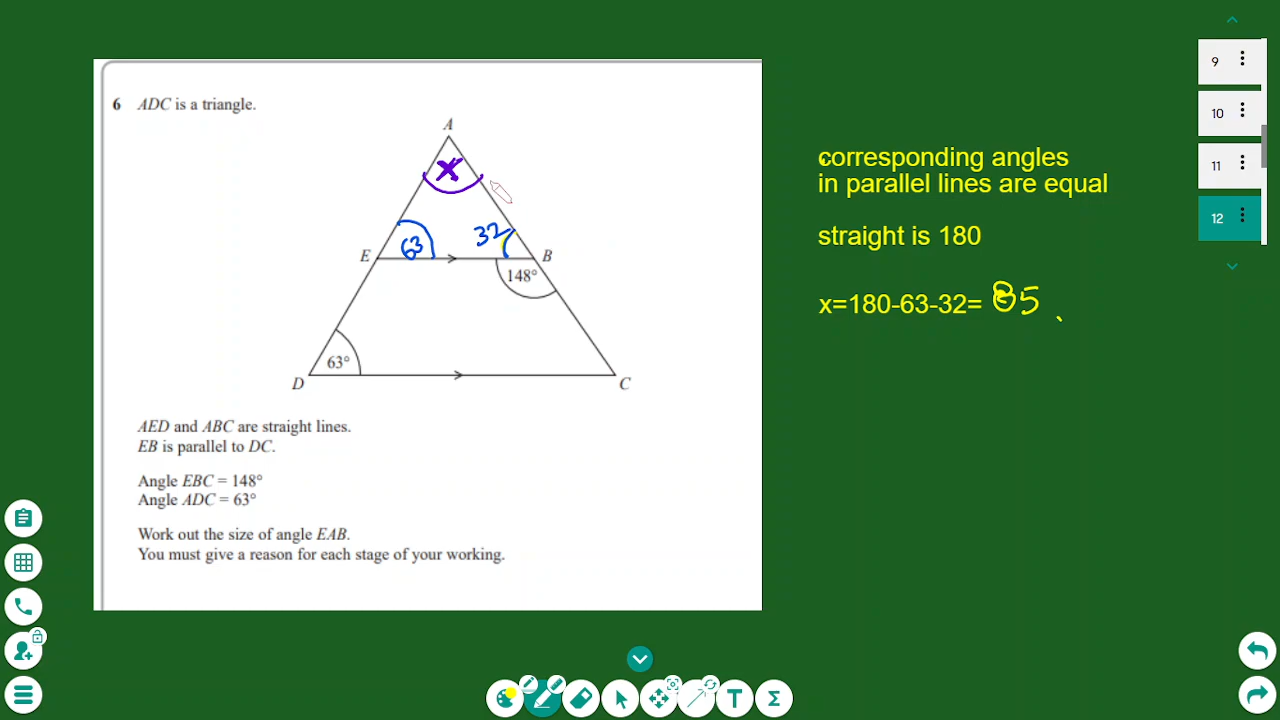 6 ADC is a triangle.
A
x
E
63
32
B
148°
63°
D
C
AED and ABC are straight lines.
EB is parallel to DC.
Angle EBC = 148°
Angle ADC = 63°
Work out the size of angle EAB.
You must give a reason for each stage of your working.
corresponding angles
in parallel lines are equal
straight is 180
x=180-63-32= 85
9
10
11
12
T
Σ